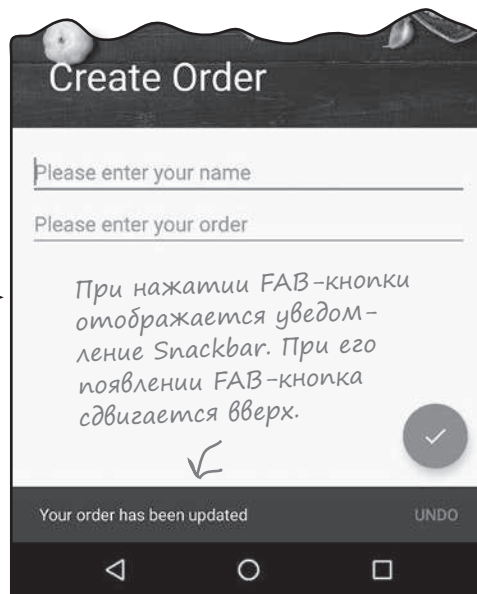 Create Order
Please enter your name
Please enter your order
При нажатии FAB-кнопки
отображается уведом-
ление Snackbar. При его
появлении FAB-кнопка
сдвигается вверх.
Your order has been updated UNDO